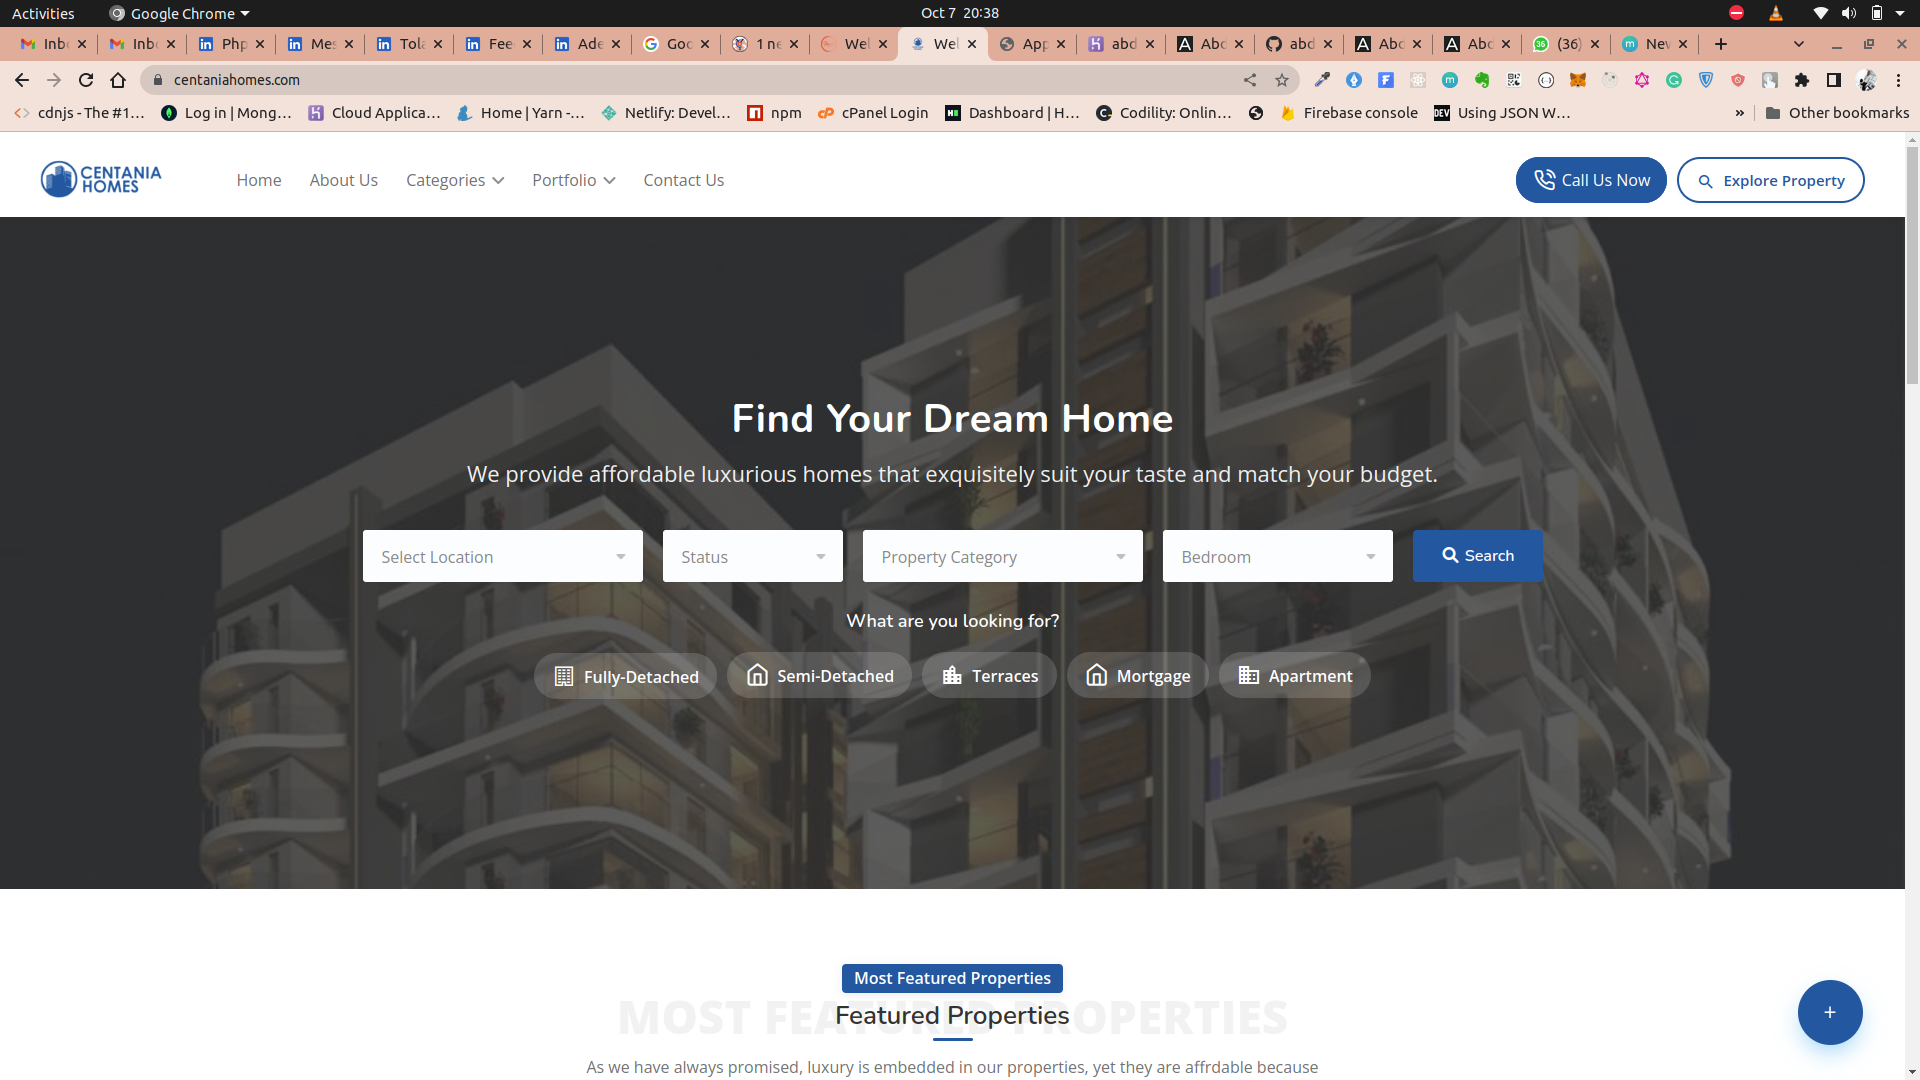 Activities
Google Chrome
Oct 7 20:38
Inb
Inb
Php
Mes
Tola
Fee
Ade
Goo
1 ne
Wel
Wel
App
abd
Abd
abd
Abd
Abd
(36)
Nev
centaniahomes.com
cdnjs - The #1...
Log in | Mong...
Cloud Applica...
Home | Yarn -...
Netlify: Devel...
npm
cPanel Login
Dashboard | H...
Codility: Onlin...
Firebase console
DEV
Using JSON W...
»
Other bookmarks
CENTANIA
HOMES
Home
About Us
Categories
Portfolio
Contact Us
Call Us Now
Explore Property
Find Your Dream Home
We provide affordable luxurious homes that exquisitely suit your taste and match your budget.
Select Location
Status
Property Category
Bedroom
Search
What are you looking for?
Fully-Detached
Semi-Detached
Terraces
Mortgage
Apartment
Most Featured Properties
MOST FEATURED PROPERTIES
Featured Properties
As we have always promised, luxury is embedded in our properties, yet they are affrdable because
+